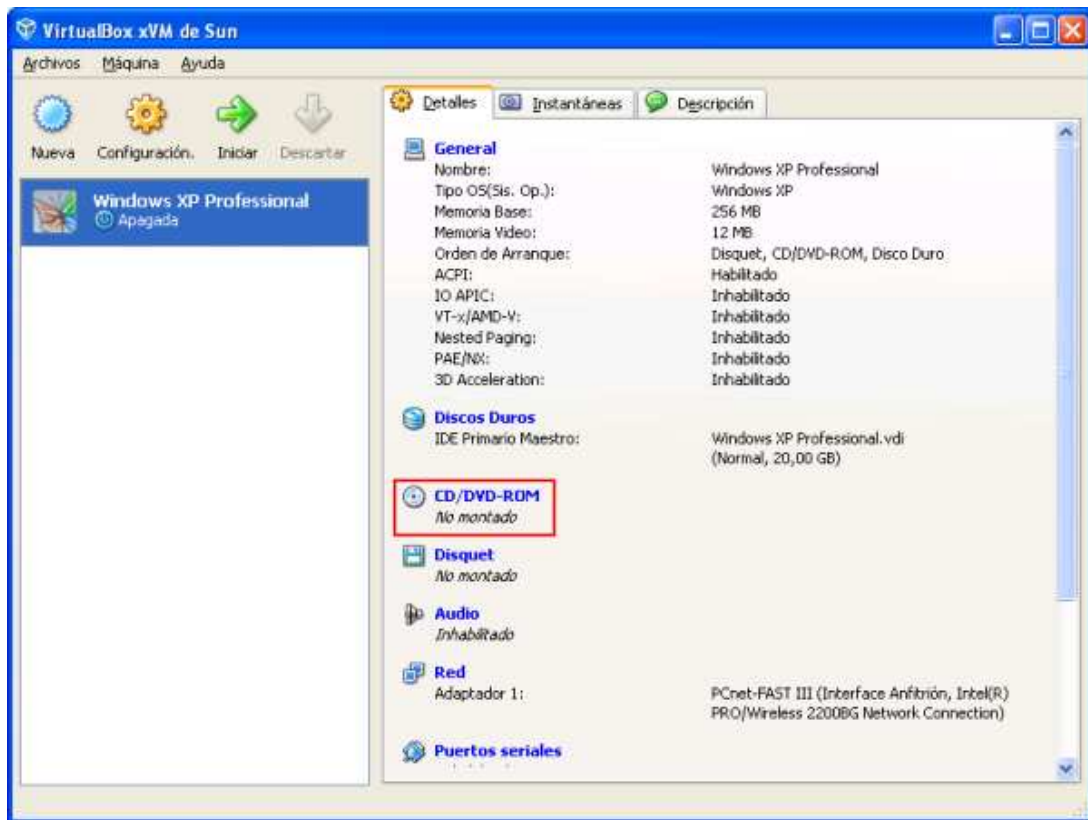 VirtualBox xVM de Sun
Archivos Máquina Ayuda
Nueva Configuración. Iniciar Descartar
Windows XP Professional
Apagada
Detalles Instantáneas Descripción
General
Nombre: Windows XP Professional
Tipo OS(Sis. Op.): Windows XP
Memoria Base: 256 MB
Memoria Video: 12 MB
Orden de Arranque: Disquet, CD/DVD-ROM, Disco Duro
ACPI: Habilitado
IO APIC: Inhabilitado
VT-x/AMD-V: Inhabilitado
Nested Paging: Inhabilitado
PAE/NX: Inhabilitado
3D Acceleration: Inhabilitado
Discos Duros
IDE Primario Maestro: Windows XP Professional.vdi
(Normal, 20,00 GB)
CD/DVD-ROM
No montado
Disquet
No montado
Audio
Inhabilitado
Red
Adaptador 1: PCnet-FAST III (Interface Anfitrión, Intel(R)
PRO/Wireless 2200BG Network Connection)
Puertos seriales